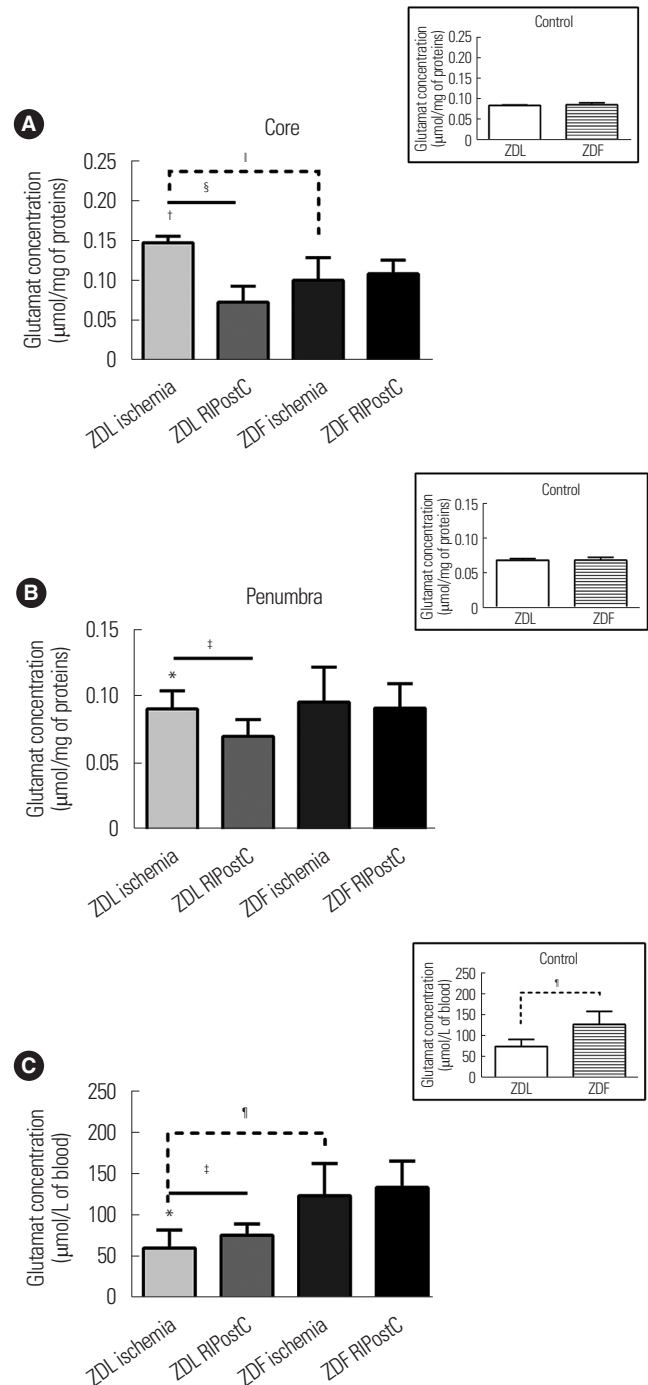 Control
Glutamat concentration
(μmol/mg of proteins)
0.25
0.20
0.15
0.10
0.05
0
ZDL ZDF
A
Core
Glutamat concentration
(μmol/mg of proteins)
0.25
0.20
0.15
0.10
0.05
0
‖
§
†
ZDL ischemia
ZDL RIPostC
ZDF ischemia
ZDF RIPostC
Control
Glutamat concentration
(μmol/mg of proteins)
0.15
0.10
0.05
0
ZDL ZDF
B
Penumbra
Glutamat concentration
(μmol/mg of proteins)
0.15
0.10
0.05
0
‡
*
ZDL ischemia
ZDL RIPostC
ZDF ischemia
ZDF RIPostC
Control
Glutamat concentration
(μmol/L of blood)
250
200
150
100
50
0
¶
ZDL ZDF
C
Glutamat concentration
(μmol/L of blood)
250
200
150
100
50
0
¶
‡
*
ZDL ischemia
ZDL RIPostC
ZDF ischemia
ZDF RIPostC